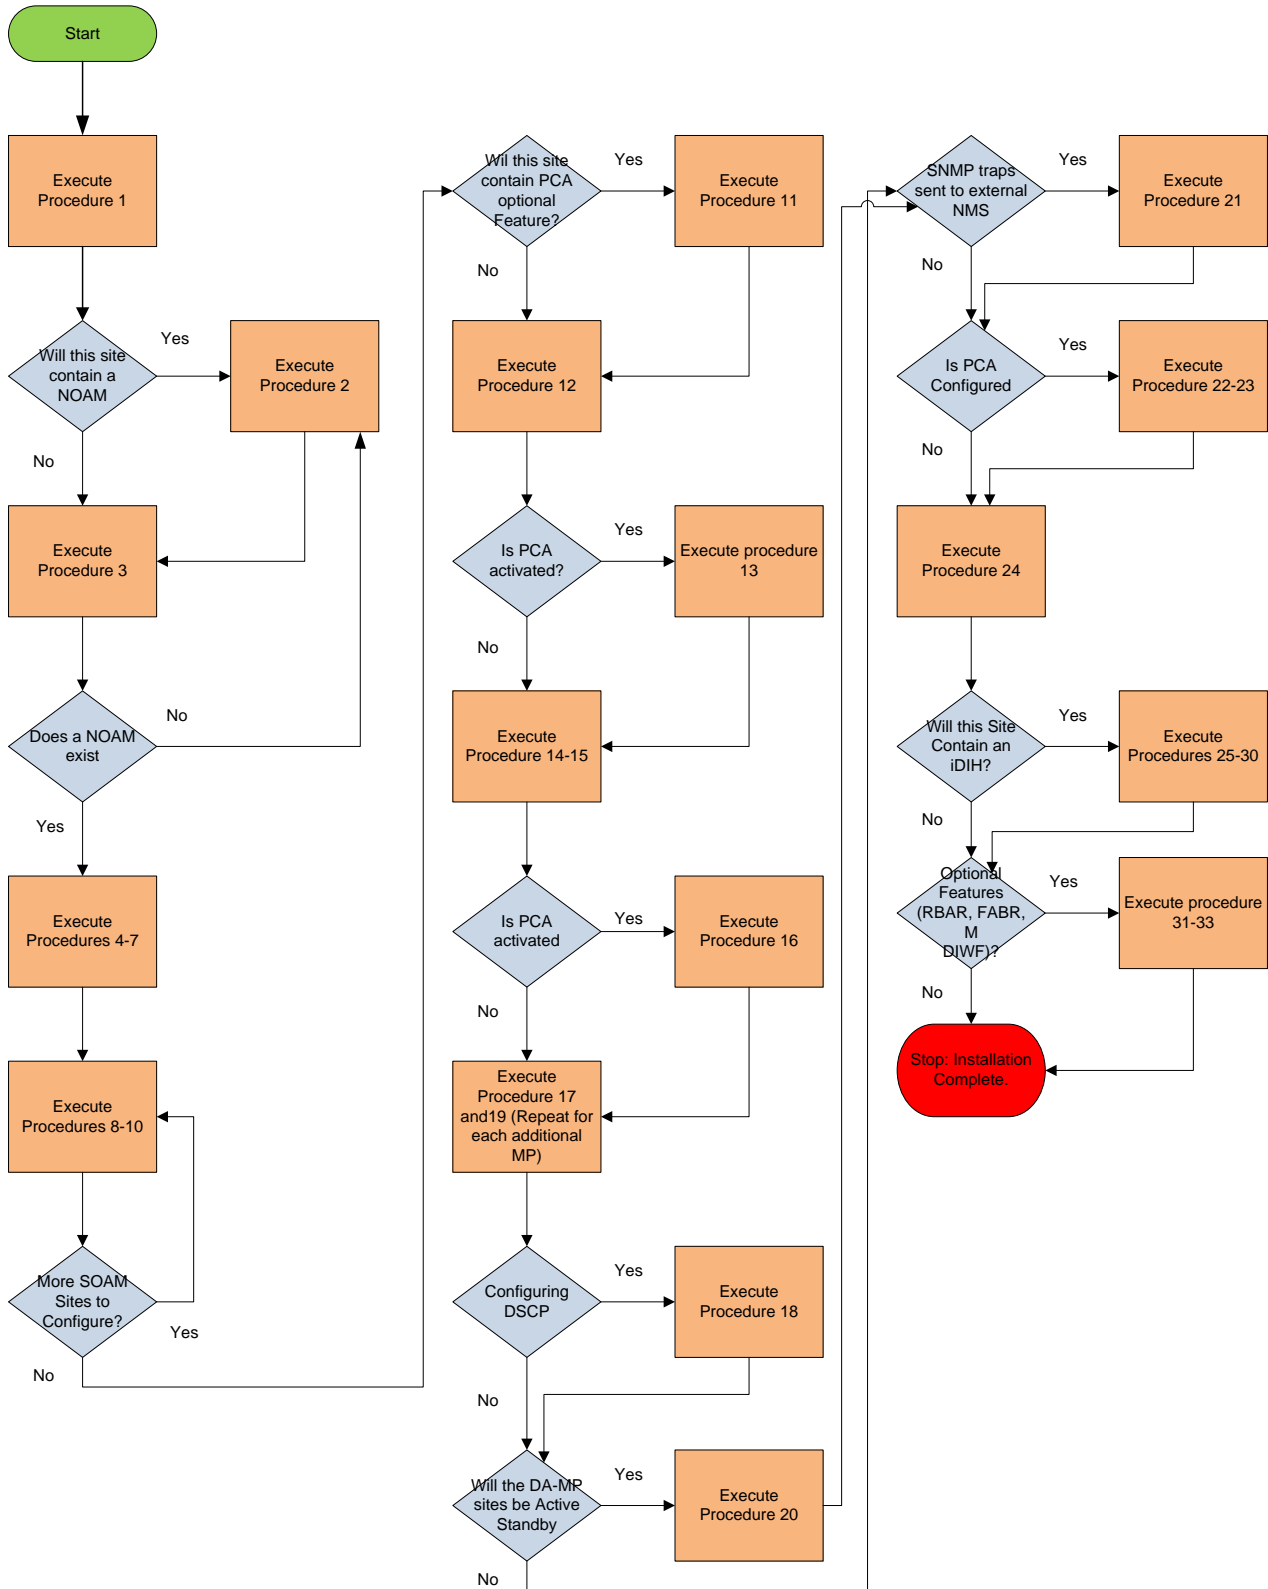 Start
Execute
Procedure 1
Will this site
contain a
NOAM
Yes
Execute
Procedure 2
No
Execute
Procedure 3
Does a NOAM
exist
No
Yes
Execute
Procedures 4-7
Execute
Procedures 8-10
More SOAM
Sites to
Configure?
Yes
No
Wil this site
contain PCA
optional
Feature?
Yes
Execute
Procedure 11
No
Execute
Procedure 12
Is PCA
activated?
Yes
Execute procedure
13
No
Execute
Procedure 14-15
Is PCA
activated
Yes
Execute
Procedure 16
No
Execute
Procedure 17
and19 (Repeat for
each additional
MP)
Configuring
DSCP
Yes
Execute
Procedure 18
No
Will the DA-MP
sites be Active
Standby
Yes
Execute
Procedure 20
No
SNMP traps
sent to external
NMS
Yes
Execute
Procedure 21
No
Is PCA
Configured
Yes
Execute
Procedure 22-23
No
Execute
Procedure 24
Will this Site
Contain an
iDIH?
Yes
Execute
Procedures 25-30
No
Optional
Features
(RBAR, FABR,
M
DIWF)?
Yes
Execute procedure
31-33
No
Stop: Installation
Complete.